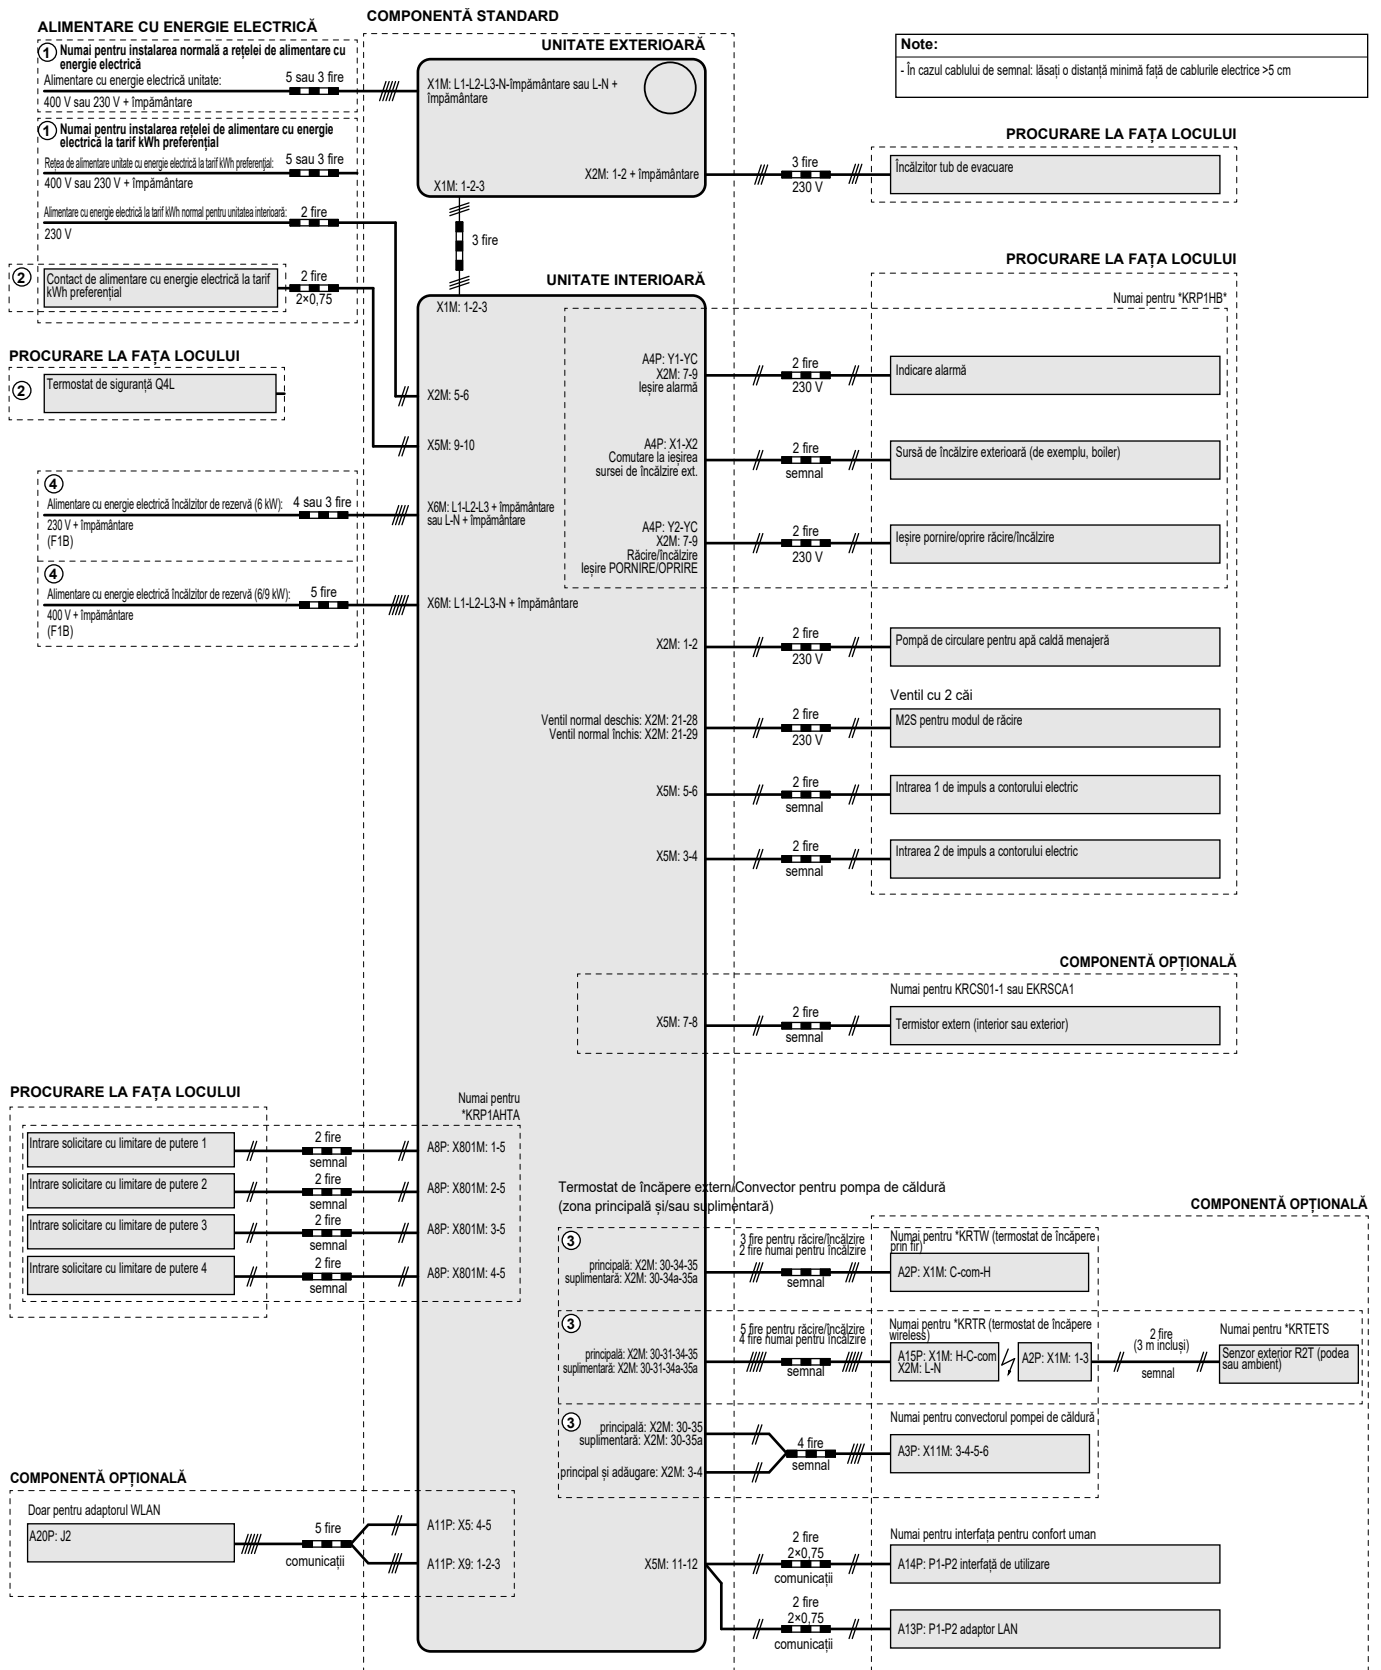 COMPONENTĂ STANDARD
ALIMENTARE CU ENERGIE ELECTRICĂ
1 Numai pentru instalarea normală a rețelei de alimentare cu
energie electrică
Alimentare cu energie electrică unitate:
5 sau 3 fire
400 V sau 230 V + împământare
1 Numai pentru instalarea rețelei de alimentare cu energie
electrică la tarif kWh preferențial
Rețea de alimentare unitate cu energie electrică la tarif kWh preferențial:
5 sau 3 fire
400 V sau 230 V + împământare
Alimentare cu energie electrică la tarif kWh normal pentru unitatea interioară:
2 fire
230 V
2
Contact de alimentare cu energie electrică la tarif
kWh preferențial
2 fire
2×0,75
PROCURARE LA FAȚA LOCULUI
2
Termostat de siguranță Q4L
4
Alimentare cu energie electrică încălzitor de rezervă (6 kW):
4 sau 3 fire
230 V + împământare
(F1B)
4
Alimentare cu energie electrică încălzitor de rezervă (6/9 kW):
5 fire
400 V + împământare
(F1B)
UNITATE EXTERIOARĂ
X1M: L1-L2-L3-N-împământare sau L-N +
împământare
X2M: 1-2 + împământare
X1M: 1-2-3
3 fire
Note:
- În cazul cablului de semnal: lăsați o distanță minimă față de cablurile electrice >5 cm
PROCURARE LA FAȚA LOCULUI
3 fire
230 V
Încălzitor tub de evacuare
UNITATE INTERIOARĂ
X1M: 1-2-3
X2M: 5-6
X5M: 9-10
X6M: L1-L2-L3 + împământare
sau L-N + împământare
X6M: L1-L2-L3-N + împământare
PROCURARE LA FAȚA LOCULUI
Numai pentru *KRP1HB*
A4P: Y1-YC
X2M: 7-9
Ieșire alarmă
2 fire
230 V
Indicare alarmă
A4P: X1-X2
Comutare la ieșirea
sursei de încălzire ext.
2 fire
semnal
Sursă de încălzire exterioară (de exemplu, boiler)
A4P: Y2-YC
X2M: 7-9
Răcire/încălzire
Ieșire PORNIRE/OPRIRE
2 fire
230 V
Ieșire pornire/oprire răcire/încălzire
X2M: 1-2
2 fire
230 V
Pompă de circulare pentru apă caldă menajeră
Ventil cu 2 căi
Ventil normal deschis: X2M: 21-28
Ventil normal închis: X2M: 21-29
2 fire
230 V
M2S pentru modul de răcire
X5M: 5-6
2 fire
semnal
Intrarea 1 de impuls a contorului electric
X5M: 3-4
2 fire
semnal
Intrarea 2 de impuls a contorului electric
COMPONENTĂ OPȚIONALĂ
Numai pentru KRCS01-1 sau EKRSCA1
X5M: 7-8
2 fire
semnal
Termistor extern (interior sau exterior)
PROCURARE LA FAȚA LOCULUI
Numai pentru
*KRP1AHTA
Intrare solicitare cu limitare de putere 1
2 fire
semnal
A8P: X801M: 1-5
Intrare solicitare cu limitare de putere 2
2 fire
semnal
A8P: X801M: 2-5
Intrare solicitare cu limitare de putere 3
2 fire
semnal
A8P: X801M: 3-5
Intrare solicitare cu limitare de putere 4
2 fire
semnal
A8P: X801M: 4-5
Termostat de încăpere extern/Convector pentru pompa de căldură
(zona principală și/sau suplimentară)
COMPONENTĂ OPȚIONALĂ
3
principală: X2M: 30-34-35
suplimentară: X2M: 30-34a-35a
3 fire pentru răcire/încălzire
2 fire numai pentru încălzire
semnal
Numai pentru *KRTW (termostat de încăpere
prin fir)
A2P: X1M: C-com-H
3
principală: X2M: 30-31-34-35
suplimentară: X2M: 30-31-34a-35a
5 fire pentru răcire/încălzire
4 fire numai pentru încălzire
semnal
Numai pentru *KRTR (termostat de încăpere
wireless)
A15P: X1M: H-C-com
X2M: L-N
A2P: X1M: 1-3
2 fire
(3 m incluși)
semnal
Numai pentru *KRTETS
Senzor exterior R2T (podea
sau ambient)
3
principală: X2M: 30-35
suplimentară: X2M: 30-35a
principal și adăugare: X2M: 3-4
4 fire
semnal
Numai pentru convectorul pompei de căldură
A3P: X11M: 3-4-5-6
COMPONENTĂ OPȚIONALĂ
Doar pentru adaptorul WLAN
A20P: J2
5 fire
comunicații
A11P: X5: 4-5
A11P: X9: 1-2-3
X5M: 11-12
2 fire
2×0,75
comunicații
Numai pentru interfața pentru confort uman
A14P: P1-P2 interfață de utilizare
2 fire
2×0,75
comunicații
A13P: P1-P2 adaptor LAN